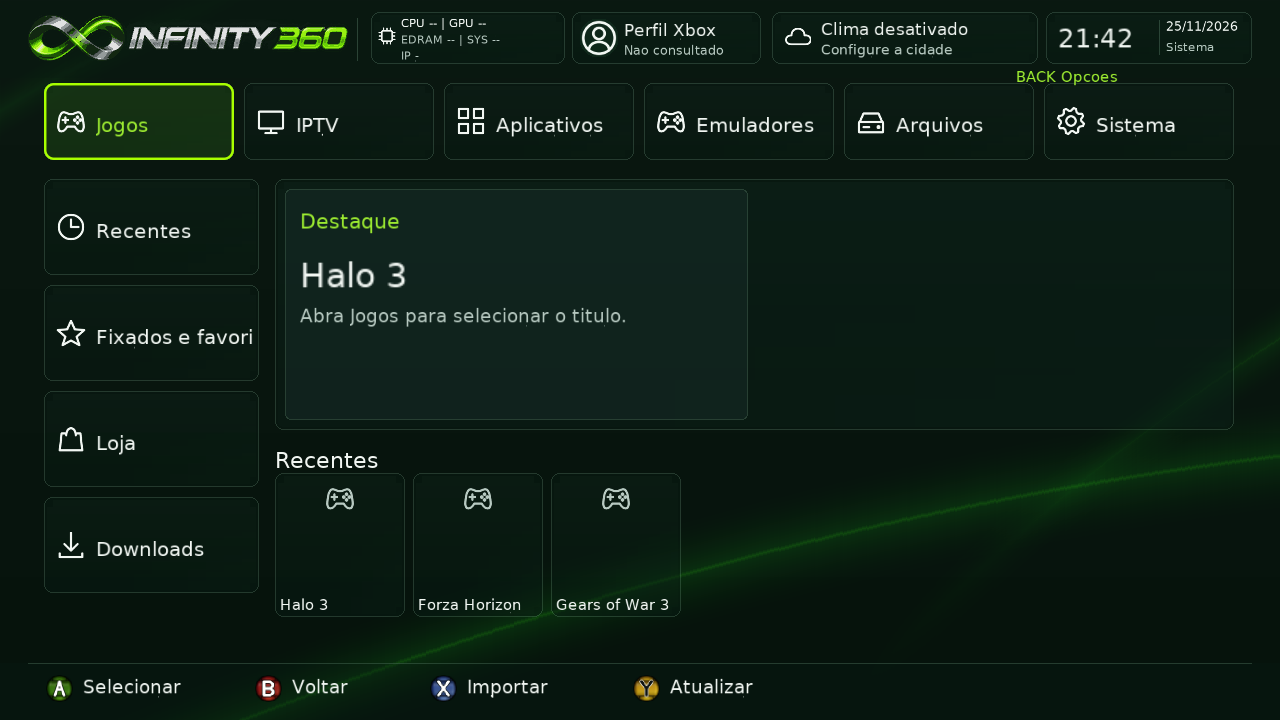 INFINITY 360
CPU -- | GPU --
EDRAM -- | SYS --
IP -
Perfil Xbox
Nao consultado
Clima desativado
Configure a cidade
21:42
25/11/2026
Sistema
BACK Opcoes
Jogos
IPTV
Aplicativos
Emuladores
Arquivos
Sistema
Recentes
Fixados e favori
Loja
Downloads
Destaque
Halo 3
Abra Jogos para selecionar o titulo.
Recentes
Halo 3
Forza Horizon
Gears of War 3
A Selecionar
B Voltar
X Importar
Y Atualizar